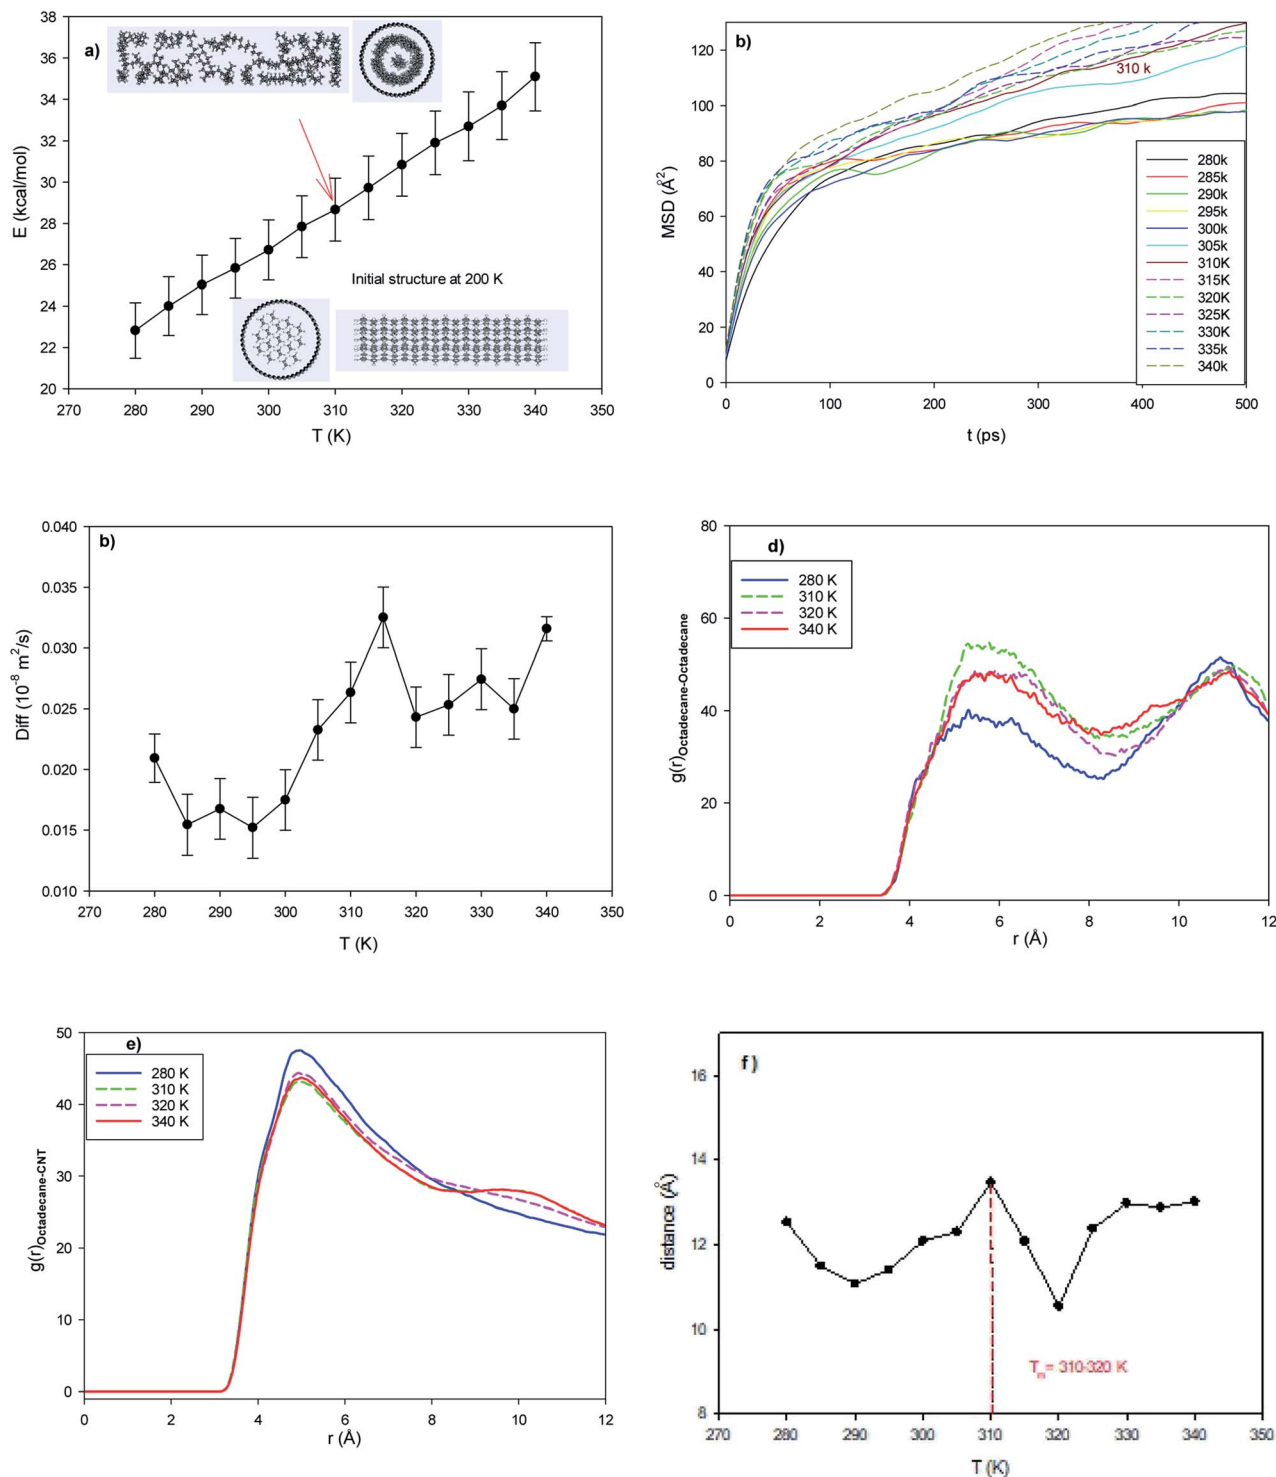 a)
38
36
34
32
30
28
26
24
22
20
E (kcal/mol)
Initial structure at 200 K
270 280 290 300 310 320 330 340 350
T (K)
b)
120
100
80
60
40
20
0
MSD (Å²)
310 k
280k
285k
290k
295k
300k
305k
310K
315K
320K
325K
330K
335k
340k
0 100 200 300 400 500
t (ps)
b)
0.040
0.035
0.030
0.025
0.020
0.015
0.010
Diff (10⁻⁸ m²/s)
270 280 290 300 310 320 330 340 350
T (K)
d)
80
60
40
20
0
g(r)Octadecane-Octadecane
280 K
310 K
320 K
340 K
0 2 4 6 8 10 12
r (Å)
e)
50
40
30
20
10
0
g(r)Octadecane-CNT
280 K
310 K
320 K
340 K
0 2 4 6 8 10 12
r (Å)
f)
16
14
12
10
8
distance (Å)
Tm= 310-320 K
270 280 290 300 310 320 330 340 350
T (K)